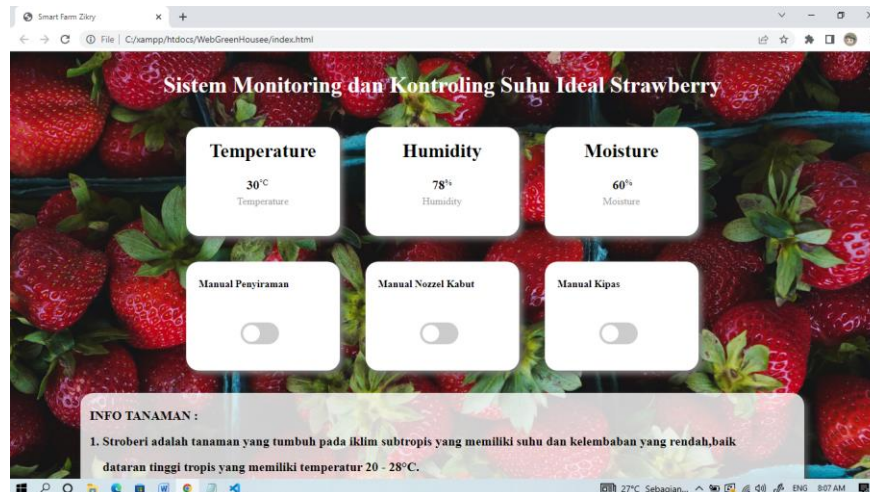 Smart Farm Zikry
File | C:/xampp/htdocs/WebGreenHousee/index.html
Sistem Monitoring dan Kontroling Suhu Ideal Strawberry
Temperature
30°C
Temperature
Humidity
78%
Humidity
Moisture
60%
Moisture
Manual Penyiraman
Manual Nozzel Kabut
Manual Kipas
INFO TANAMAN :
1. Stroberi adalah tanaman yang tumbuh pada iklim subtropis yang memiliki suhu dan kelembaban yang rendah,baik
dataran tinggi tropis yang memiliki temperatur 20 - 28°C.
27°C Sebagian... ENG 8:07 AM